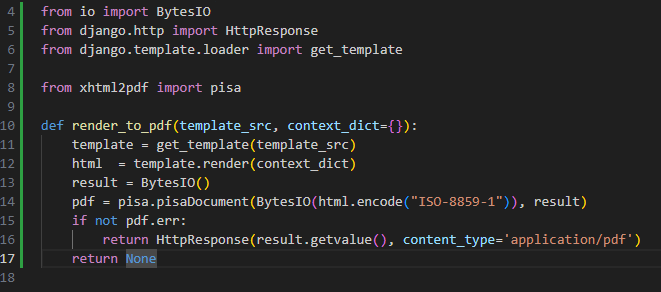 4 from io import BytesIO
5 from django.http import HttpResponse
6 from django.template.loader import get_template
7
8 from xhtml2pdf import pisa
9
10 def render_to_pdf(template_src, context_dict={}):
11     template = get_template(template_src)
12     html  = template.render(context_dict)
13     result = BytesIO()
14     pdf = pisa.pisaDocument(BytesIO(html.encode("ISO-8859-1")), result)
15     if not pdf.err:
16         return HttpResponse(result.getvalue(), content_type='application/pdf')
17     return None
18